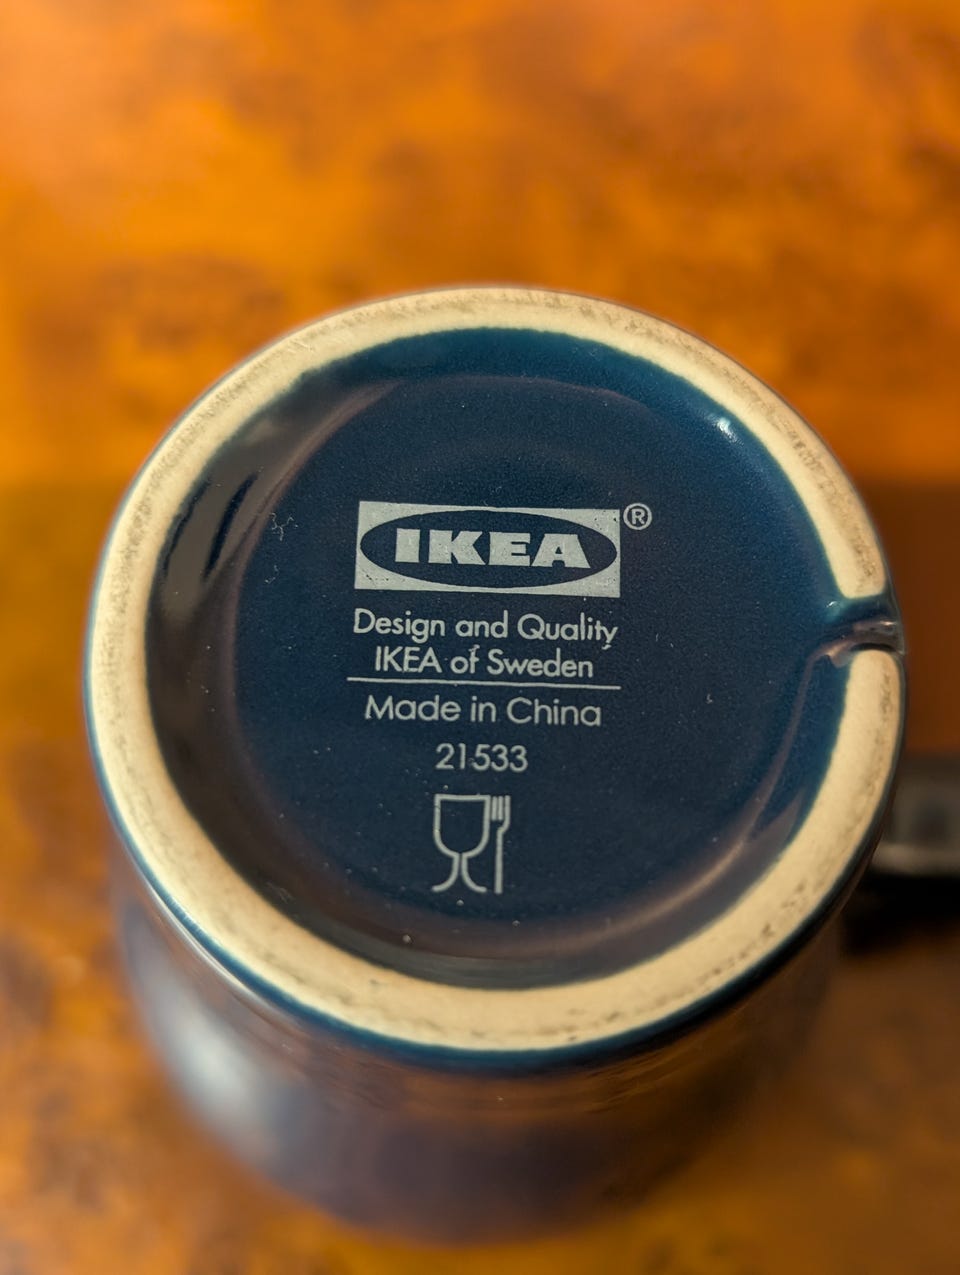 IKEA®
Design and Quality
IKEA of Sweden
Made in China
21533